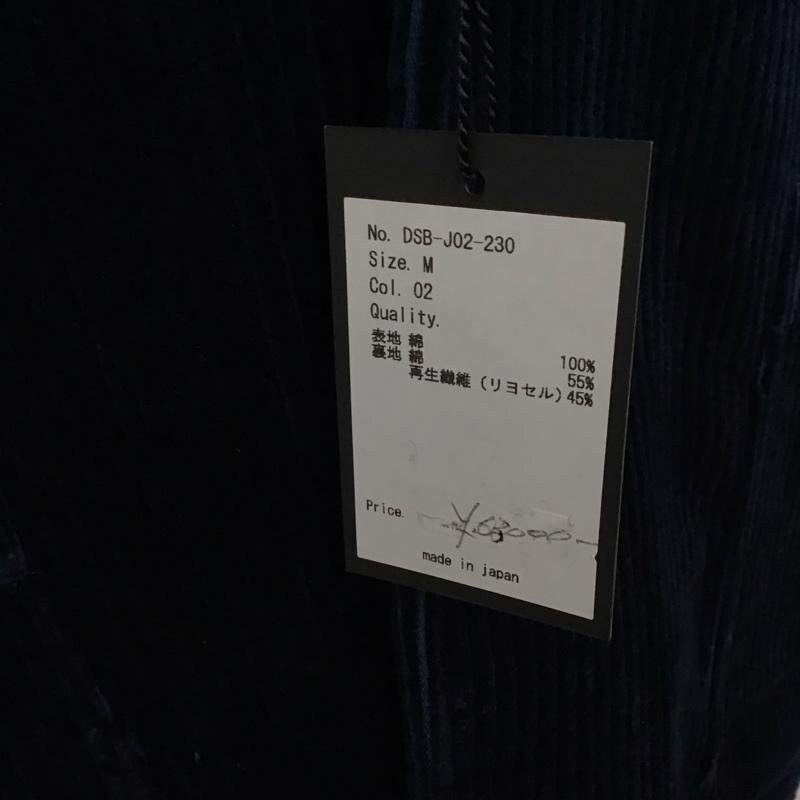 No. DSB-J02-230
Size. M
Col. 02
Quality.
表地 綿 100%
裏地 綿 55%
再生繊維 (リヨセル) 45%
Price. ¥63000-
made in japan